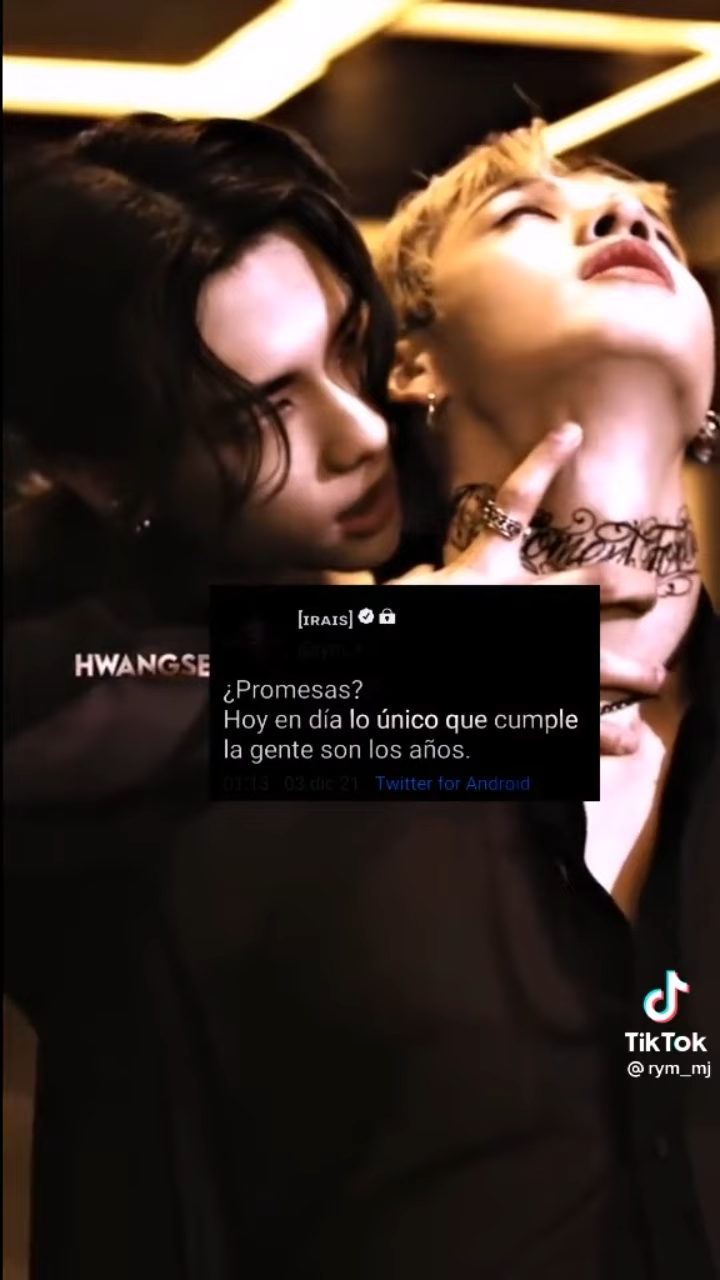 [IRAIS]
HWANGSE
¿Promesas?
Hoy en día lo único que cumple
la gente son los años.
01:13 03 dic 21 Twitter for Android
TikTok
@rym_mj